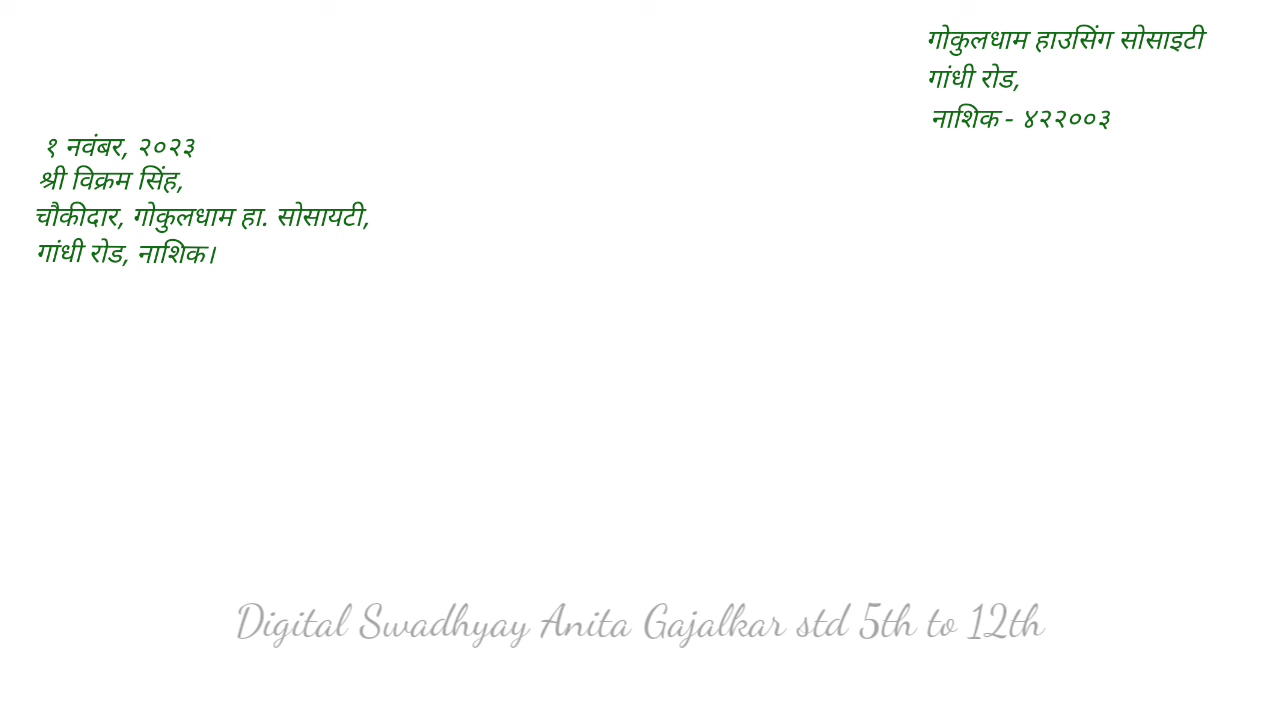 गोकुलधाम हाउसिंग सोसाइटी
गांधी रोड,
नाशिक - ४२२००३
१ नवंबर, २०२३
श्री विक्रम सिंह,
चौकीदार, गोकुलधाम हा. सोसायटी,
गांधी रोड, नाशिक।
Digital Swadhyay Anita Gajalkar std 5th to 12th